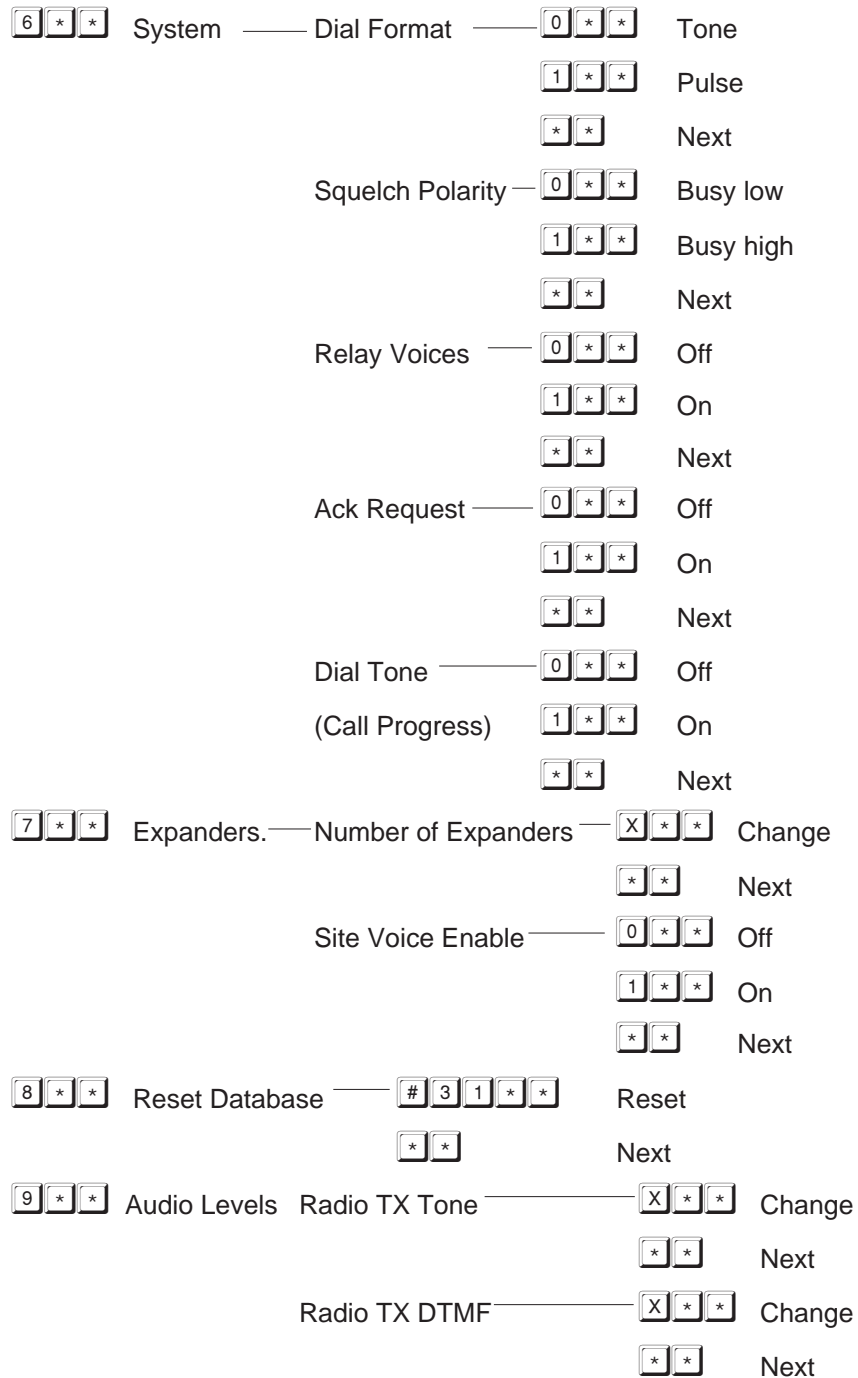 6 * * System Dial Format 0 * * Tone
1 * * Pulse
* * Next
Squelch Polarity 0 * * Busy low
1 * * Busy high
* * Next
Relay Voices 0 * * Off
1 * * On
* * Next
Ack Request 0 * * Off
1 * * On
* * Next
Dial Tone 0 * * Off
(Call Progress) 1 * * On
* * Next
7 * * Expanders. Number of Expanders X * * Change
* * Next
Site Voice Enable 0 * * Off
1 * * On
* * Next
8 * * Reset Database # 3 1 * * Reset
* * Next
9 * * Audio Levels Radio TX Tone X * * Change
* * Next
Radio TX DTMF X * * Change
* * Next